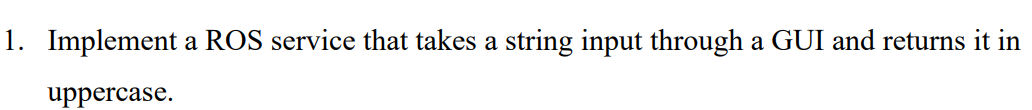 1. Implement a ROS service that takes a string input through a GUI and returns it in
uppercase.